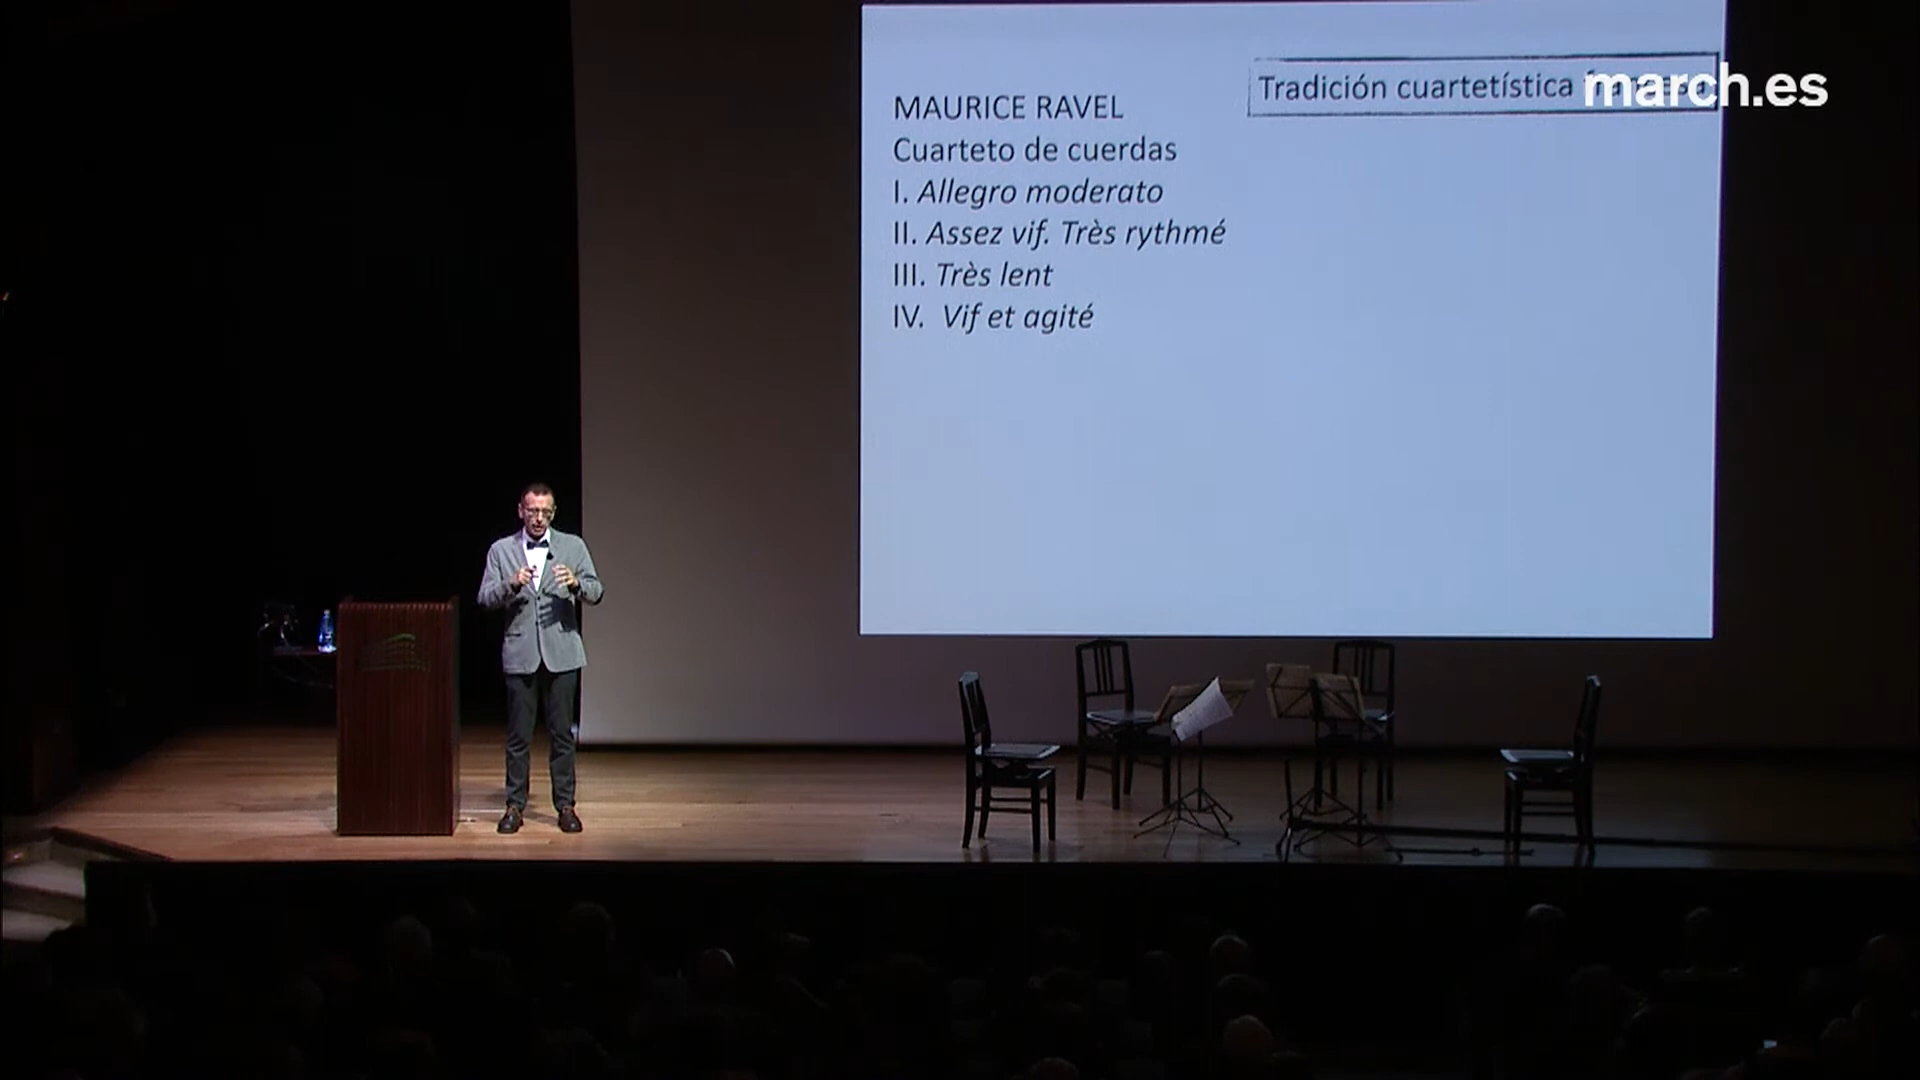 MAURICE RAVEL
Cuarteto de cuerdas
I. Allegro moderato
II. Assez vif. Très rythmé
III. Très lent
IV. Vif et agité
Tradición cuartetística
march.es